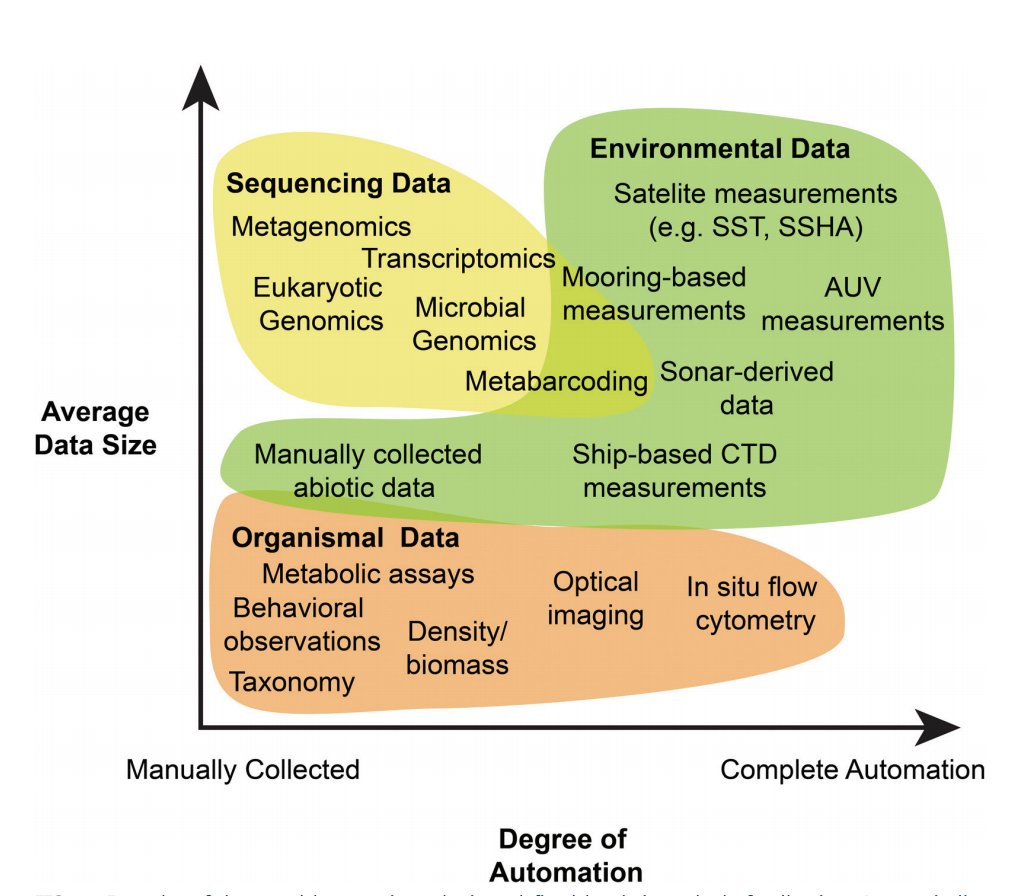 Environmental Data
Sequencing Data
Satelite measurements
(e.g. SST, SSHA)
Metagenomics
Transcriptomics
Eukaryotic
Genomics
Microbial
Genomics
Mooring-based
measurements
AUV
measurements
Metabarcoding
Sonar-derived
data
Average
Data Size
Manually collected
abiotic data
Ship-based CTD
measurements
Organismal Data
Metabolic assays
Behavioral
observations
Density/
biomass
Taxonomy
Optical
imaging
In situ flow
cytometry
Manually Collected
Complete Automation
Degree of
Automation